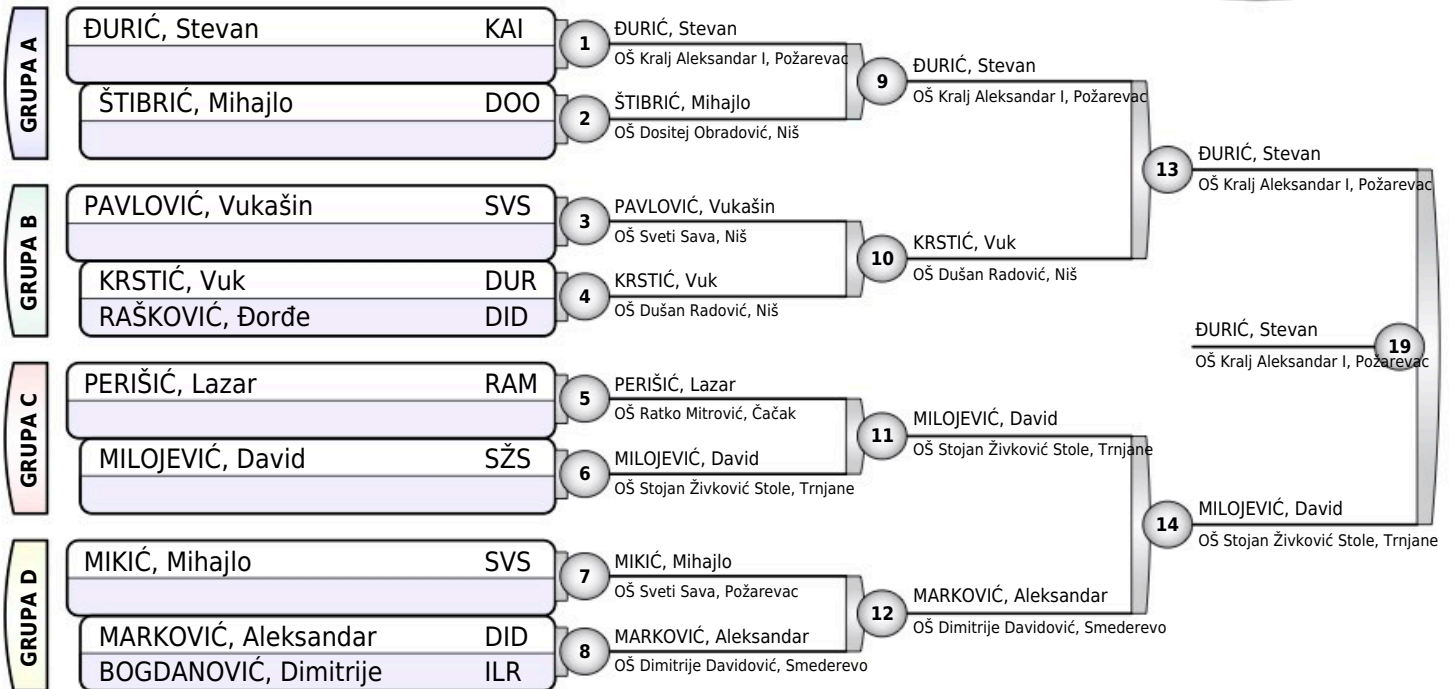 GRUPA A
ĐURIĆ, Stevan KAI
ŠTIBRIĆ, Mihajlo DOO
1
ĐURIĆ, Stevan
OŠ Kralj Aleksandar I, Požarevac
2
ŠTIBRIĆ, Mihajlo
OŠ Dositej Obradović, Niš
GRUPA B
PAVLOVIĆ, Vukašin SVS
KRSTIĆ, Vuk DUR
RAŠKOVIĆ, Đorđe DID
3
PAVLOVIĆ, Vukašin
OŠ Sveti Sava, Niš
4
KRSTIĆ, Vuk
OŠ Dušan Radović, Niš
GRUPA C
PERIŠIĆ, Lazar RAM
MILOJEVIĆ, David SŽS
5
PERIŠIĆ, Lazar
OŠ Ratko Mitrović, Čačak
6
MILOJEVIĆ, David
OŠ Stojan Živković Stole, Trnjane
GRUPA D
MIKIĆ, Mihajlo SVS
MARKOVIĆ, Aleksandar DID
BOGDANOVIĆ, Dimitrije ILR
7
MIKIĆ, Mihajlo
OŠ Sveti Sava, Požarevac
8
MARKOVIĆ, Aleksandar
OŠ Dimitrije Davidović, Smederevo
9
ĐURIĆ, Stevan
OŠ Kralj Aleksandar I, Požarevac
10
KRSTIĆ, Vuk
OŠ Dušan Radović, Niš
11
MILOJEVIĆ, David
OŠ Stojan Živković Stole, Trnjane
12
MARKOVIĆ, Aleksandar
OŠ Dimitrije Davidović, Smederevo
13
ĐURIĆ, Stevan
OŠ Kralj Aleksandar I, Požarevac
14
MILOJEVIĆ, David
OŠ Stojan Živković Stole, Trnjane
ĐURIĆ, Stevan
19
OŠ Kralj Aleksandar I, Požarevac